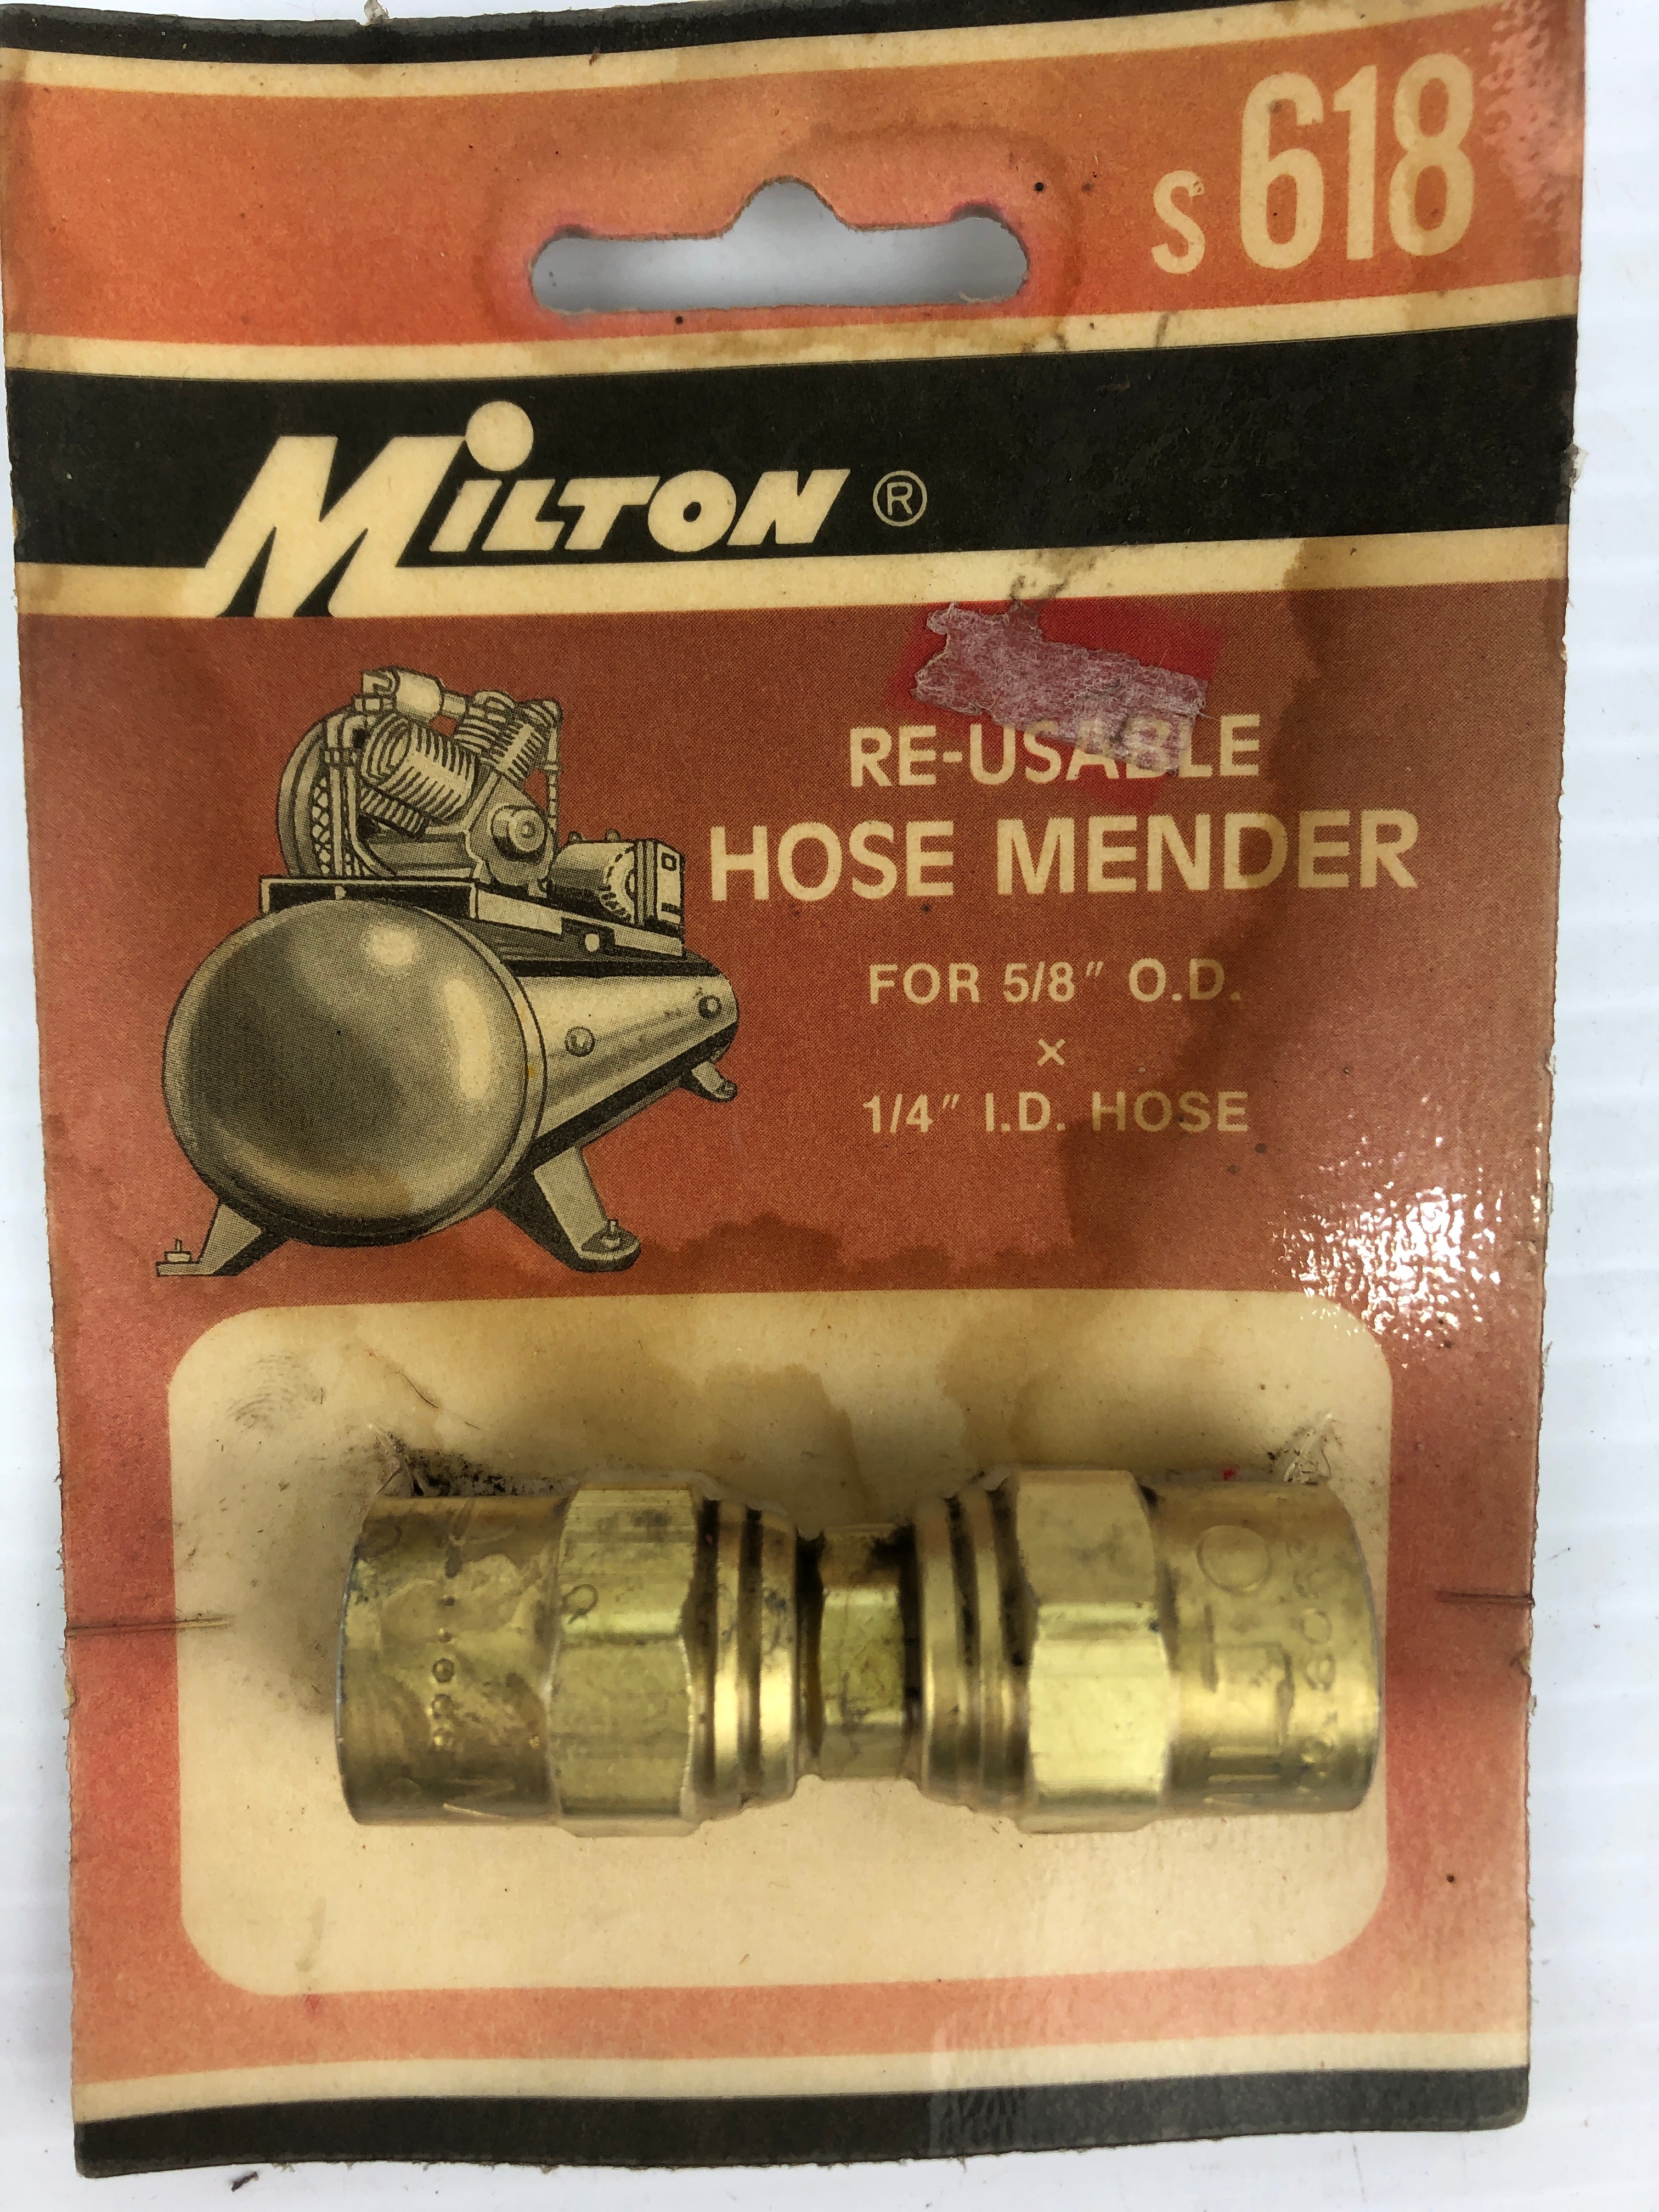 S 618
MILTON ®
RE-USABLE
HOSE MENDER
FOR 5/8" O.D.
×
1/4" I.D. HOSE